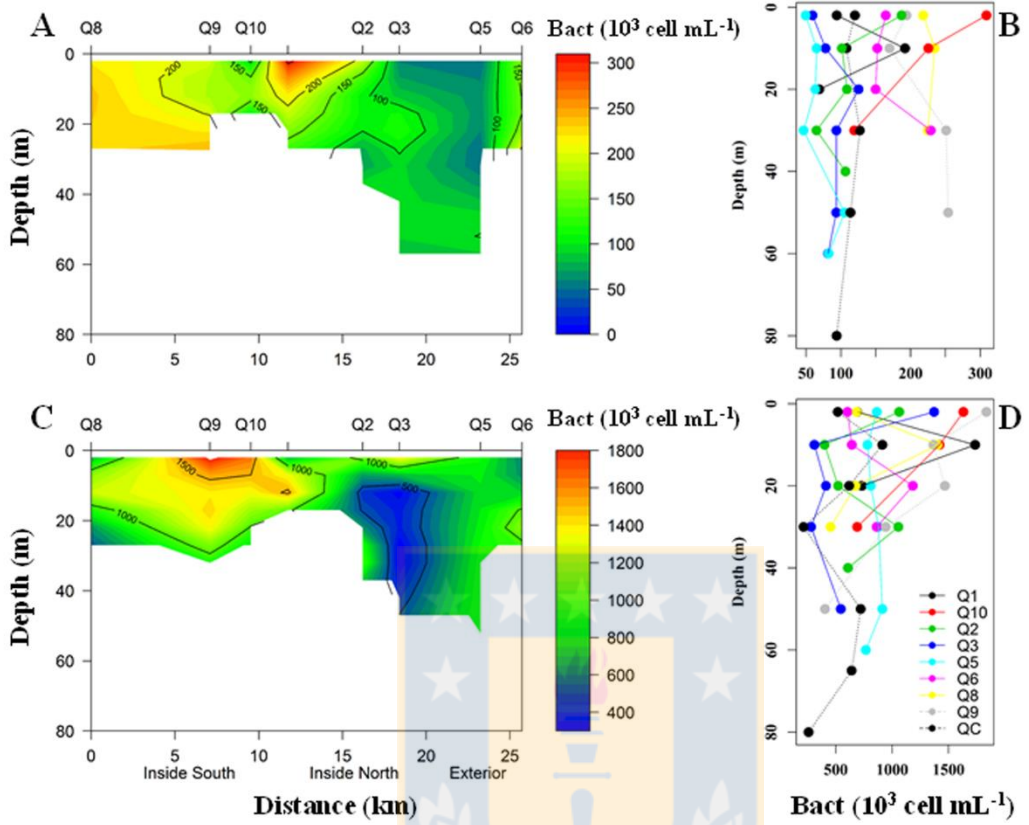 A
Q8 Q9 Q10 Q2 Q3 Q5 Q6
Bact (10³ cell mL⁻¹)
Depth (m)
0
20
40
60
80
200
150
200
150
150
100
100
150
0 5 10 15 20 25
300
250
200
150
100
50
0
B
Depth (m)
0
20
40
60
80
50 100 200 300
C
Q8 Q9 Q10 Q2 Q3 Q5 Q6
Bact (10³ cell mL⁻¹)
Depth (m)
0
20
40
60
80
1500
1000
1000
1000
500
0 5 10 15 20 25
Inside South Inside North Exterior
Distance (km)
1800
1600
1400
1200
1000
800
600
400
D
Depth (m)
0
20
40
60
80
Q1
Q10
Q2
Q3
Q5
Q6
Q8
Q9
QC
500 1000 1500
Bact (10³ cell mL⁻¹)